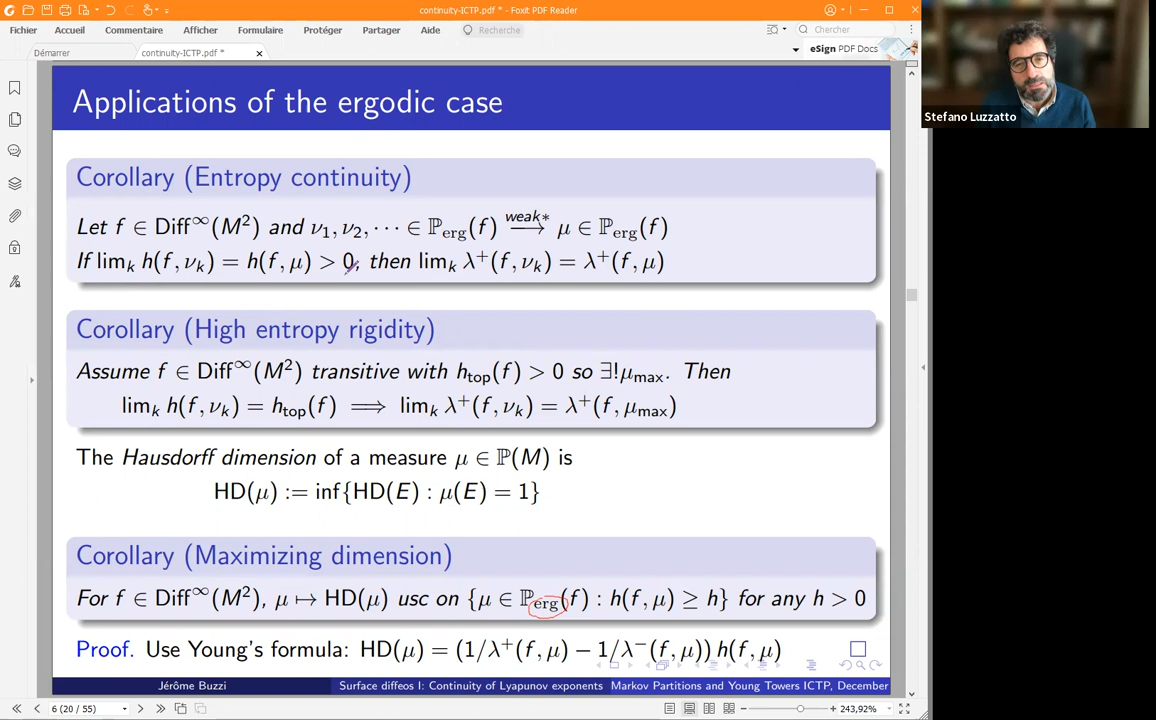 continuity-ICTP.pdf * - Foxit PDF Reader
Fichier Accueil Commentaire Afficher Formulaire Protéger Partager Aide Recherche Chercher
Démarrer continuity-ICTP.pdf * eSign PDF Docs
Applications of the ergodic case
Corollary (Entropy continuity)
Let f ∈ Diff^∞(M²) and ν₁, ν₂, ⋯ ∈ ℙ_erg(f) \xrightarrow{weak*} μ ∈ ℙ_erg(f)
If lim_k h(f, ν_k) = h(f, μ) > 0, then lim_k λ⁺(f, ν_k) = λ⁺(f, μ)
Corollary (High entropy rigidity)
Assume f ∈ Diff^∞(M²) transitive with h_top(f) > 0 so ∃!μ_max. Then
lim_k h(f, ν_k) = h_top(f) ⟹ lim_k λ⁺(f, ν_k) = λ⁺(f, μ_max)
The Hausdorff dimension of a measure μ ∈ ℙ(M) is
HD(μ) := inf{HD(E) : μ(E) = 1}
Corollary (Maximizing dimension)
For f ∈ Diff^∞(M²), μ ↦ HD(μ) usc on {μ ∈ ℙ_erg(f) : h(f, μ) ≥ h} for any h > 0
Proof. Use Young's formula: HD(μ) = (1/λ⁺(f, μ) − 1/λ⁻(f, μ)) h(f, μ)
Jérôme Buzzi Surface diffeos I: Continuity of Lyapunov exponents Markov Partitions and Young Towers ICTP, December
6 (20 / 55) 243,92%
Stefano Luzzatto